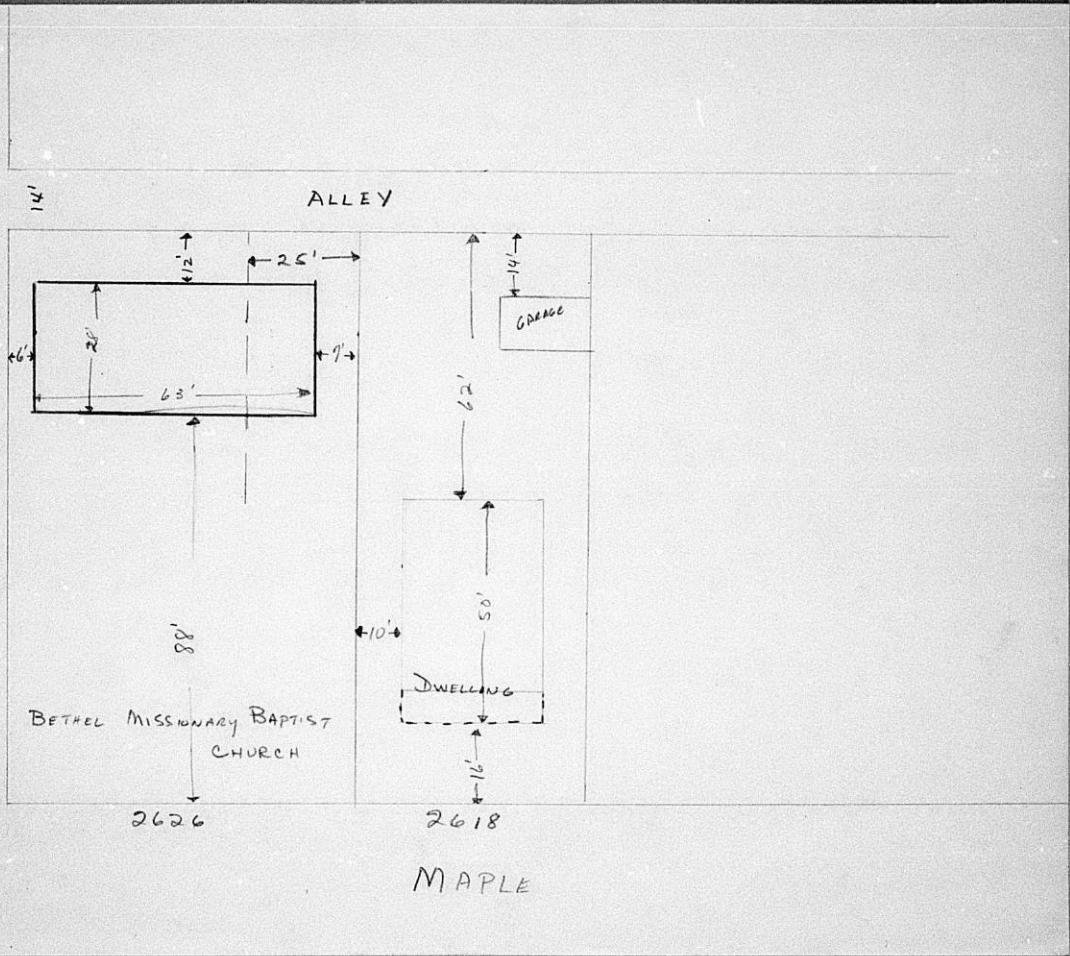 14'
ALLEY
12'
25'
14'
GARAGE
6'
28'
9'
63'
62'
50'
10'
88'
DWELLING
BETHEL MISSIONARY BAPTIST
CHURCH
16'
2626
2618
MAPLE